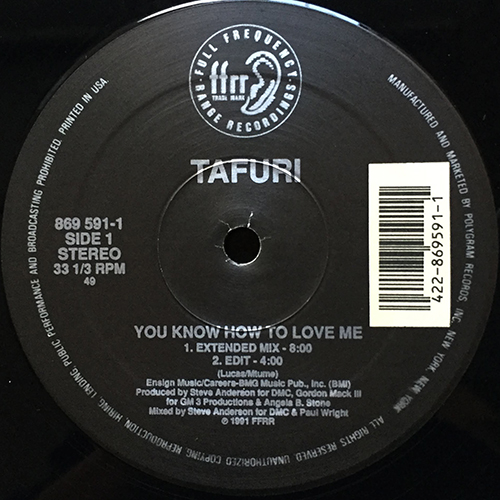 FULL FREQUENCY
ffrr
TRADE MARK
RANGE RECORDINGS
TAFURI
869 591-1
SIDE 1
STEREO
33 1/3 RPM
49
422-869591-1
YOU KNOW HOW TO LOVE ME
1. EXTENDED MIX - 8:00
2. EDIT - 4:00
(Lucas/Mtume)
Ensign Music/Careers-BMG Music Pub., Inc. (BMI)
Produced by Steve Anderson for DMC, Gordon Mack III
for GM 3 Productions & Angela B. Stone
Mixed by Steve Anderson for DMC & Paul Wright
℗ 1991 FFRR
MANUFACTURED AND MARKETED BY POLYGRAM RECORDS, INC. NEW YORK, NEW YORK.
ALL RIGHTS RESERVED. UNAUTHORIZED COPYING, REPRODUCTION, HIRING, LENDING, PUBLIC PERFORMANCE AND BROADCASTING PROHIBITED. PRINTED IN USA.